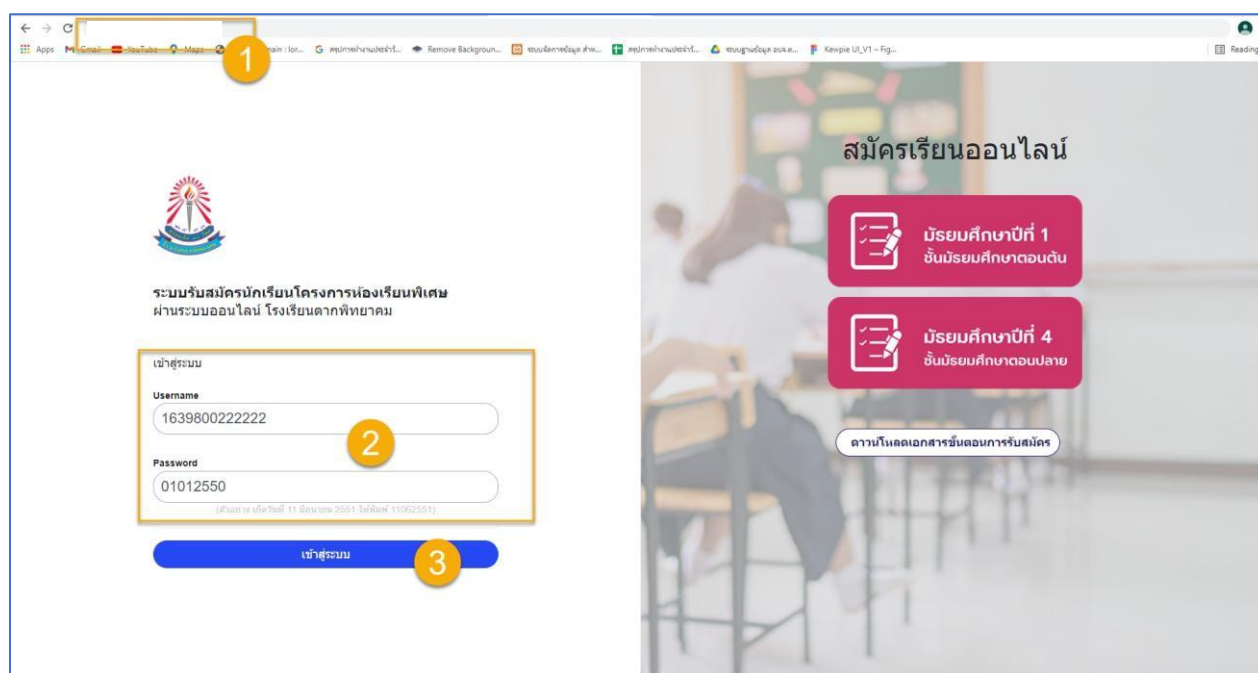 1
Apps
Gmail
YouTube
Maps
Remove Backgroun...
Kewpie UI_V1 – Fig...
Reading
สมัครเรียนออนไลน์
มัธยมศึกษาปีที่ 1
ชั้นมัธยมศึกษาตอนต้น
มัธยมศึกษาปีที่ 4
ชั้นมัธยมศึกษาตอนปลาย
ดาวน์โหลดเอกสารขั้นตอนการรับสมัคร
ระบบรับสมัครนักเรียนโครงการห้องเรียนพิเศษ
ผ่านระบบออนไลน์ โรงเรียนตากพิทยาคม
เข้าสู่ระบบ
Username
1639800222222
2
Password
01012550
(ตัวอย่าง เกิดวันที่ 11 มิถุนายน 2551 ให้พิมพ์ 11062551)
เข้าสู่ระบบ
3